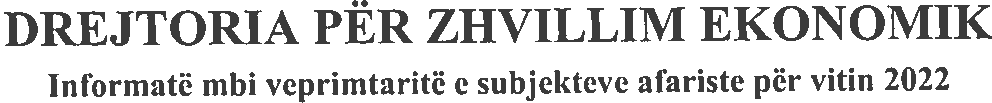 DREJTORIA PËR ZHVILLIM EKONOMIK
Informatë mbi veprimtaritë e subjekteve afariste për vitin 2022